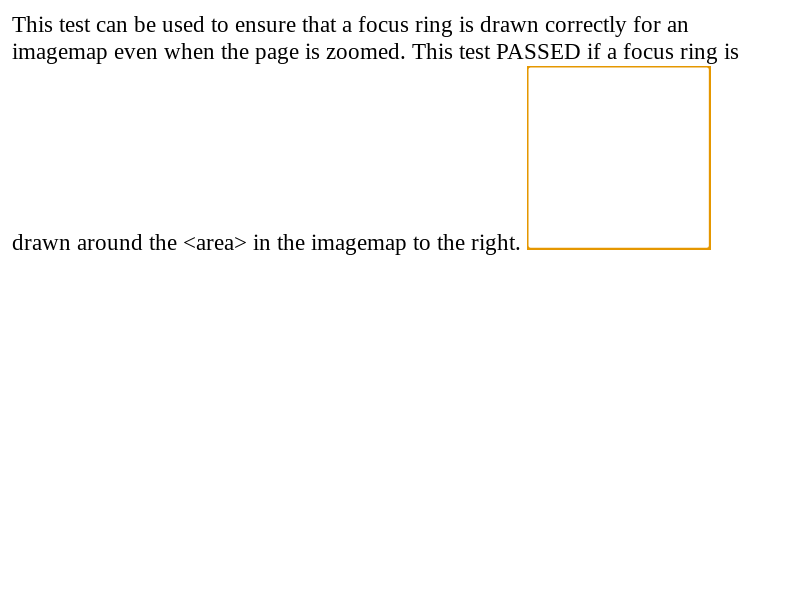 This test can be used to ensure that a focus ring is drawn correctly for an
imagemap even when the page is zoomed. This test PASSED if a focus ring is
drawn around the <area> in the imagemap to the right.